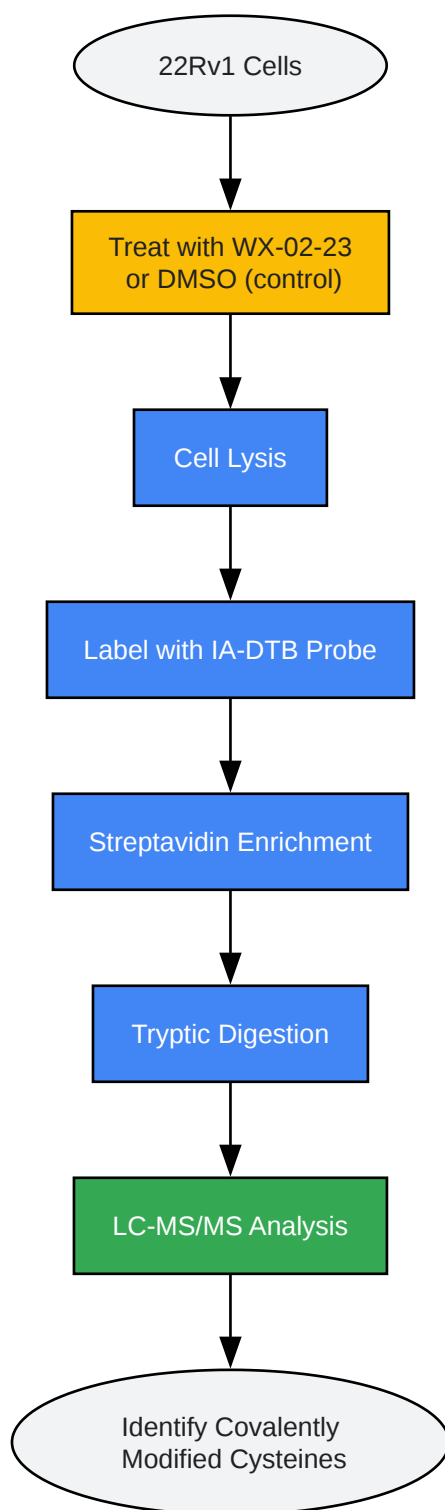 22Rv1 Cells
Treat with WX-02-23
or DMSO (control)
Cell Lysis
Label with IA-DTB Probe
Streptavidin Enrichment
Tryptic Digestion
LC-MS/MS Analysis
Identify Covalently
Modified Cysteines